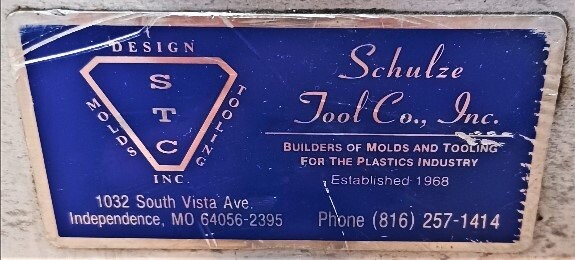 DESIGN
STC
MOLDS
TOOLING
INC.
1032 South Vista Ave.
Independence, MO 64056-2395
Schulze
Tool Co., Inc.
BUILDERS OF MOLDS AND TOOLING
FOR THE PLASTICS INDUSTRY
Established 1968
Phone (816) 257-1414